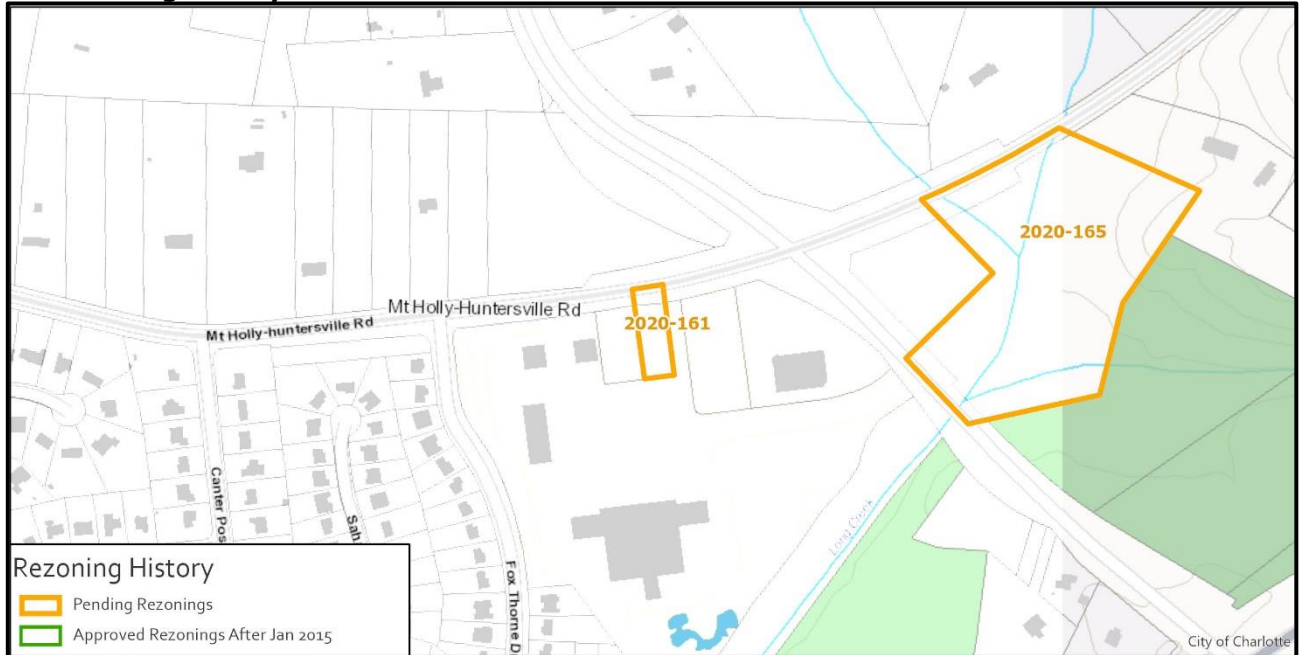 2020-165
2020-161
Mt Holly-Huntersville Rd
Mt Holly-huntersville Rd
Canter Pos
Sah
Fox Thorne D
Long Creek
Rezoning History
Pending Rezonings
Approved Rezonings After Jan 2015
City of Charlotte